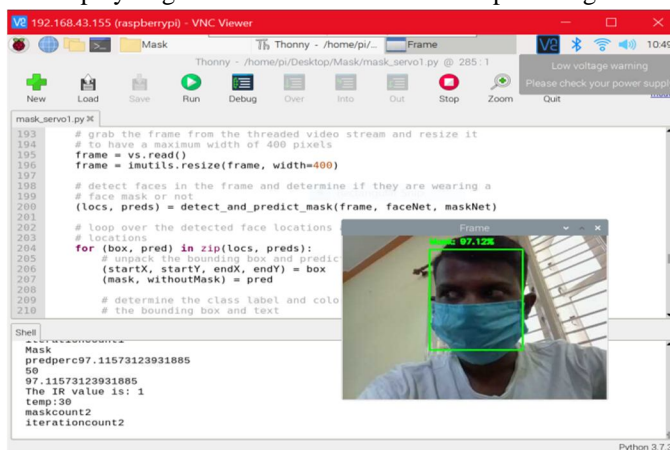 192.168.43.155 (raspberrypi) - VNC Viewer
Mask
Thonny - /home/pi/...
Frame
10:49
Thonny - /home/pi/Desktop/Mask/mask_servo1.py @ 285:1
Low voltage warning
Please check your power suppl
New Load Save Run Debug Over Into Out Stop Zoom Quit
mask_servo1.py
193 # grab the frame from the threaded video stream and resize it
194 # to have a maximum width of 400 pixels
195 frame = vs.read()
196 frame = imutils.resize(frame, width=400)
197
198 # detect faces in the frame and determine if they are wearing a
199 # face mask or not
200 (locs, preds) = detect_and_predict_mask(frame, faceNet, maskNet)
201
202 # loop over the detected face locations
203 # locations
204 for (box, pred) in zip(locs, preds):
205 # unpack the bounding box and predic
206 (startX, startY, endX, endY) = box
207 (mask, withoutMask) = pred
208
209 # determine the class label and colo
210 # the bounding box and text
Frame
Mask: 97.12%
Shell
iterationcount1
Mask
predperc97.11573123931885
50
97.11573123931885
The IR value is: 1
temp:30
maskcount2
iterationcount2
Python 3.7.3